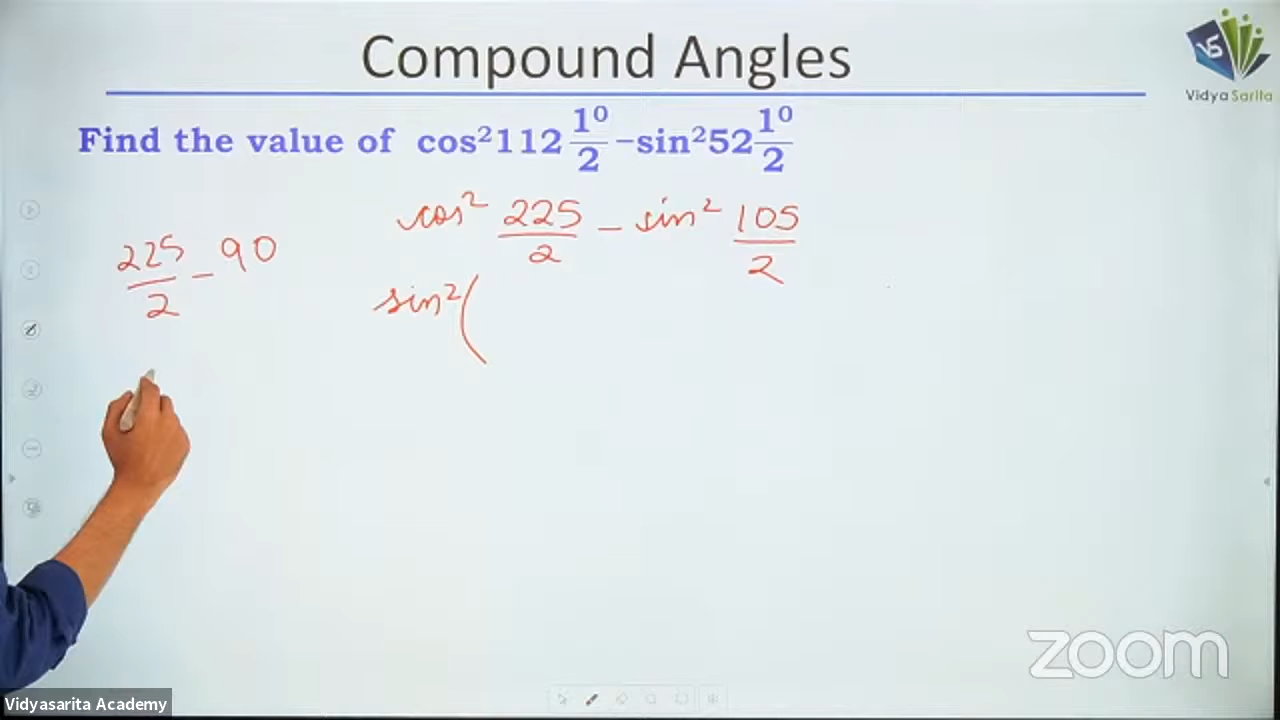 Compound Angles
VS
Vidya Sarita
Find the value of cos²112 1⁰/2 −sin²52 1⁰/2
cos² 225/2 − sin² 105/2
225/2 − 90
sin²(
zoom
Vidyasarita Academy